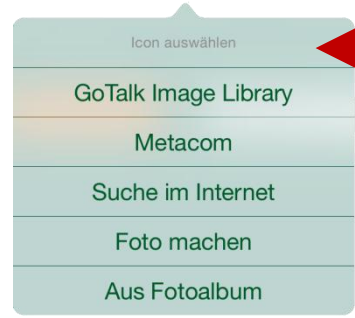 Icon auswählen
GoTalk Image Library
Metacom
Suche im Internet
Foto machen
Aus Fotoalbum